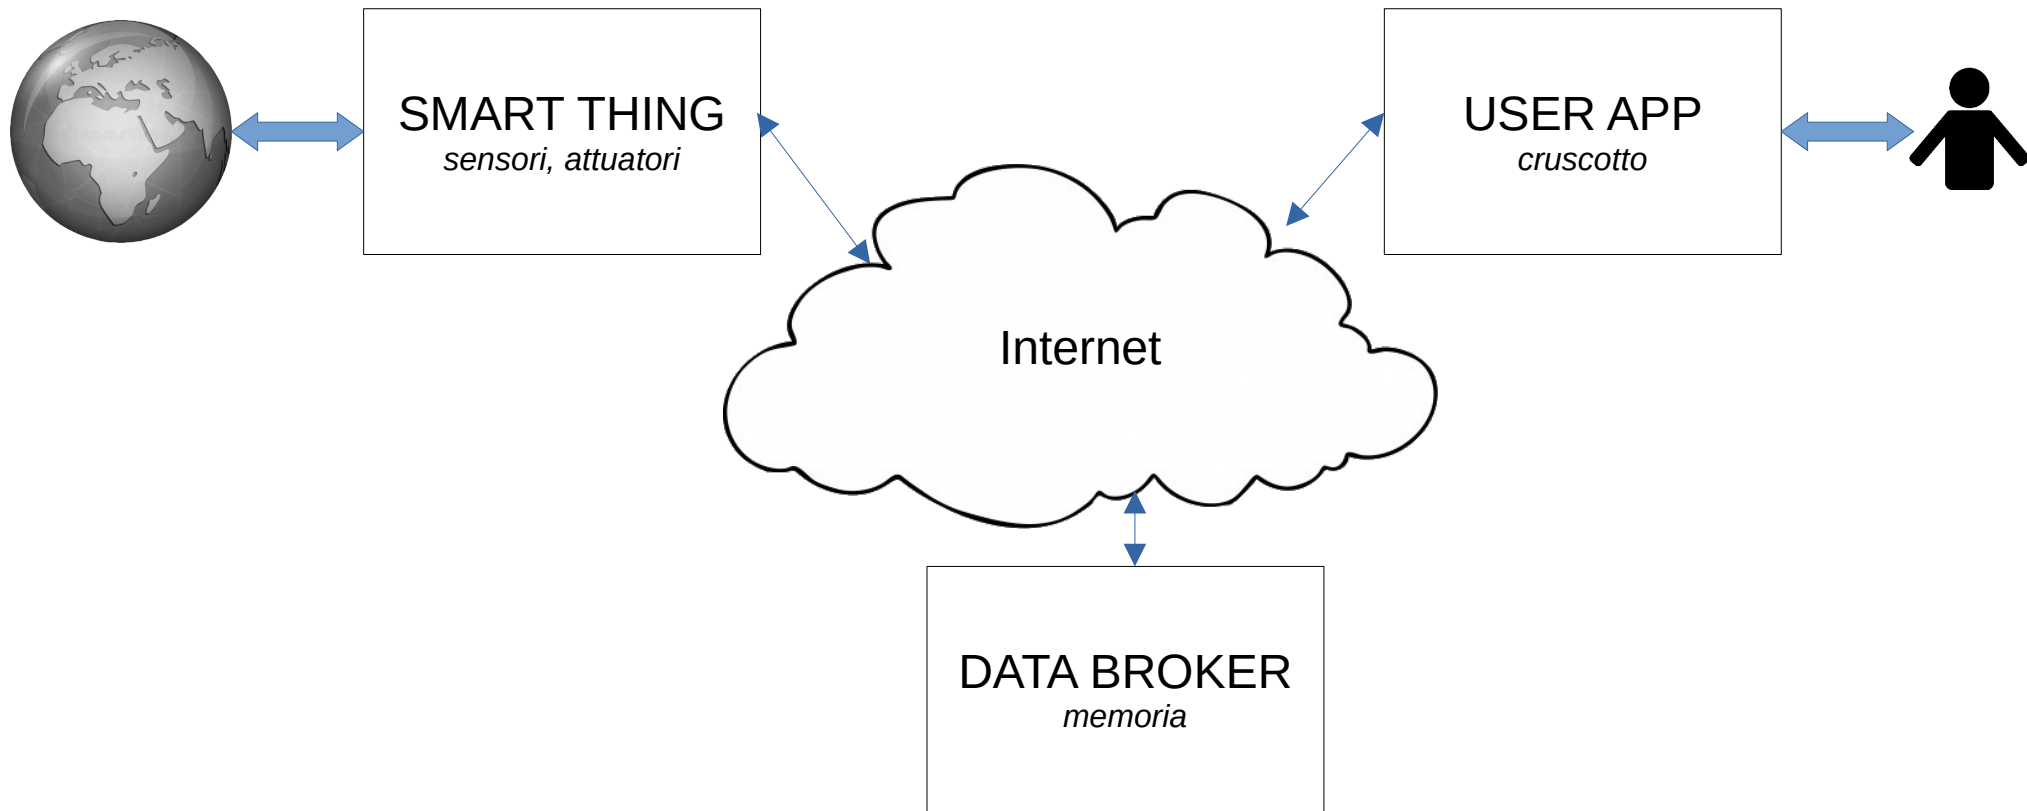 SMART THING
sensori, attuatori
USER APP
cruscotto
Internet
DATA BROKER
memoria